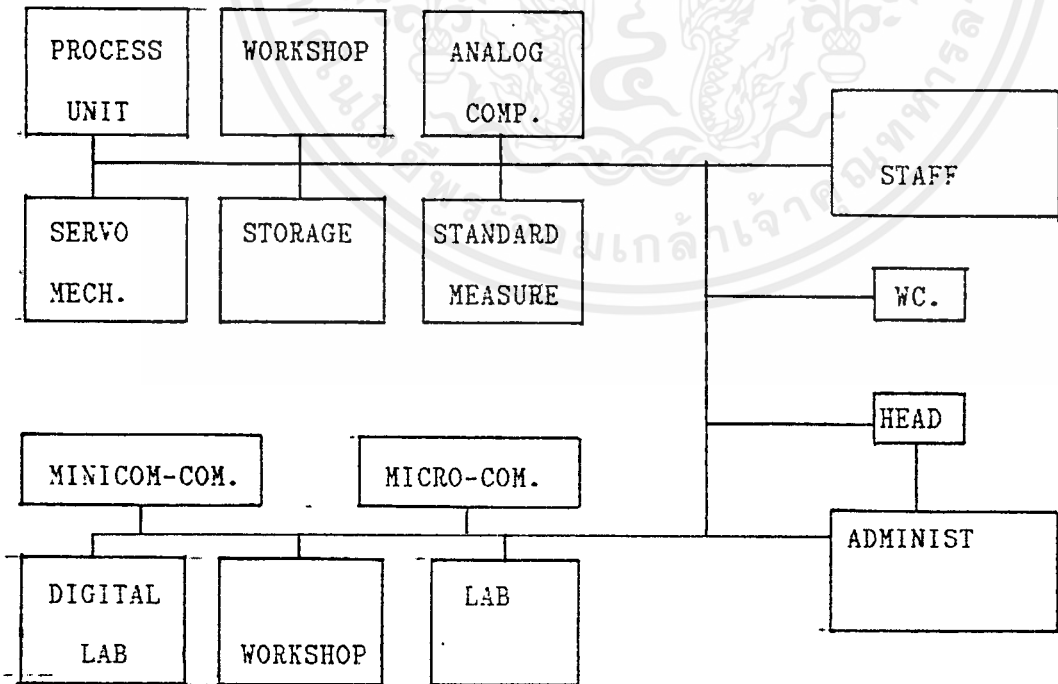 PROCESS
UNIT
WORKSHOP
ANALOG
COMP.
STAFF
SERVO
MECH.
STORAGE
STANDARD
MEASURE
WC.
HEAD
MINICOM-COM.
MICRO-COM.
ADMINIST
DIGITAL
LAB
WORKSHOP
LAB